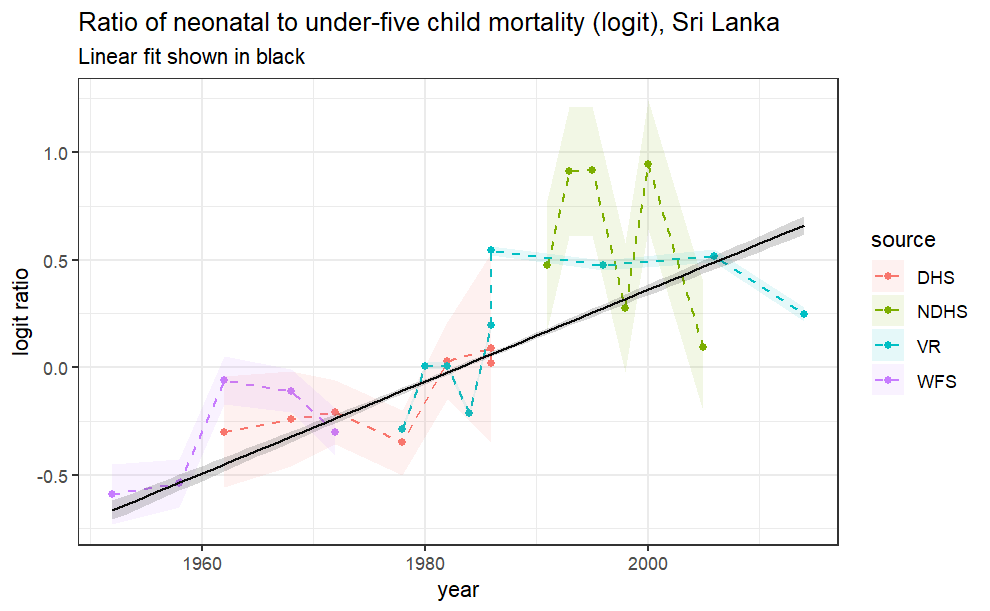 Ratio of neonatal to under-five child mortality (logit), Sri Lanka
Linear fit shown in black
logit ratio
1.0
0.5
0.0
-0.5
1960
1980
2000
year
source
DHS
NDHS
VR
WFS